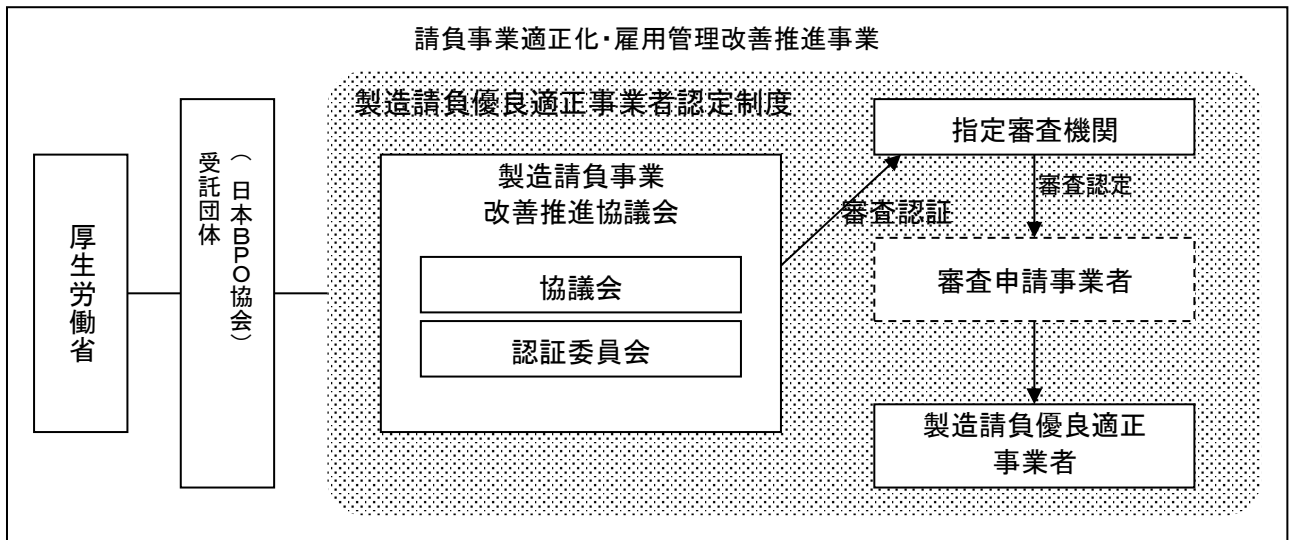 請負事業適正化・雇用管理改善推進事業
製造請負優良適正事業者認定制度
厚生労働省
受託団体
（日本BPO協会）
製造請負事業
改善推進協議会
協議会
認証委員会
審査認証
指定審査機関
審査認定
審査申請事業者
製造請負優良適正
事業者